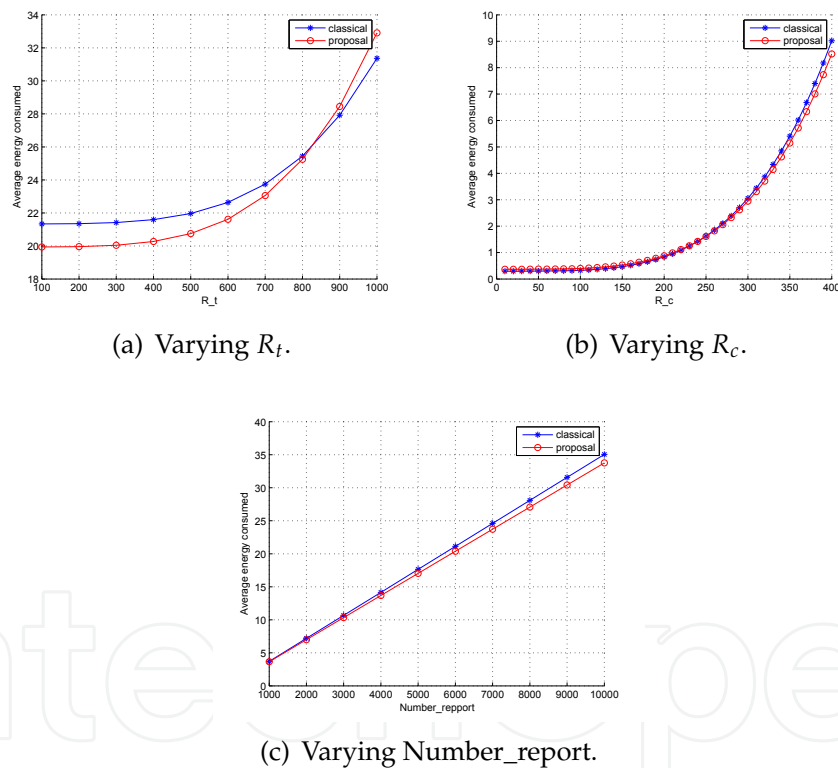 34
32
30
28
26
24
22
20
18
100 200 300 400 500 600 700 800 900 1000
R_t
Average energy consumed
classical
proposal
(a) Varying R_t.
10
9
8
7
6
5
4
3
2
1
0
0 50 100 150 200 250 300 350 400
R_c
Average energy consumed
classical
proposal
(b) Varying R_c.
40
35
30
25
20
15
10
5
0
1000 2000 3000 4000 5000 6000 7000 8000 9000 10000
Number_repport
Average energy consumed
classical
proposal
(c) Varying Number_report.